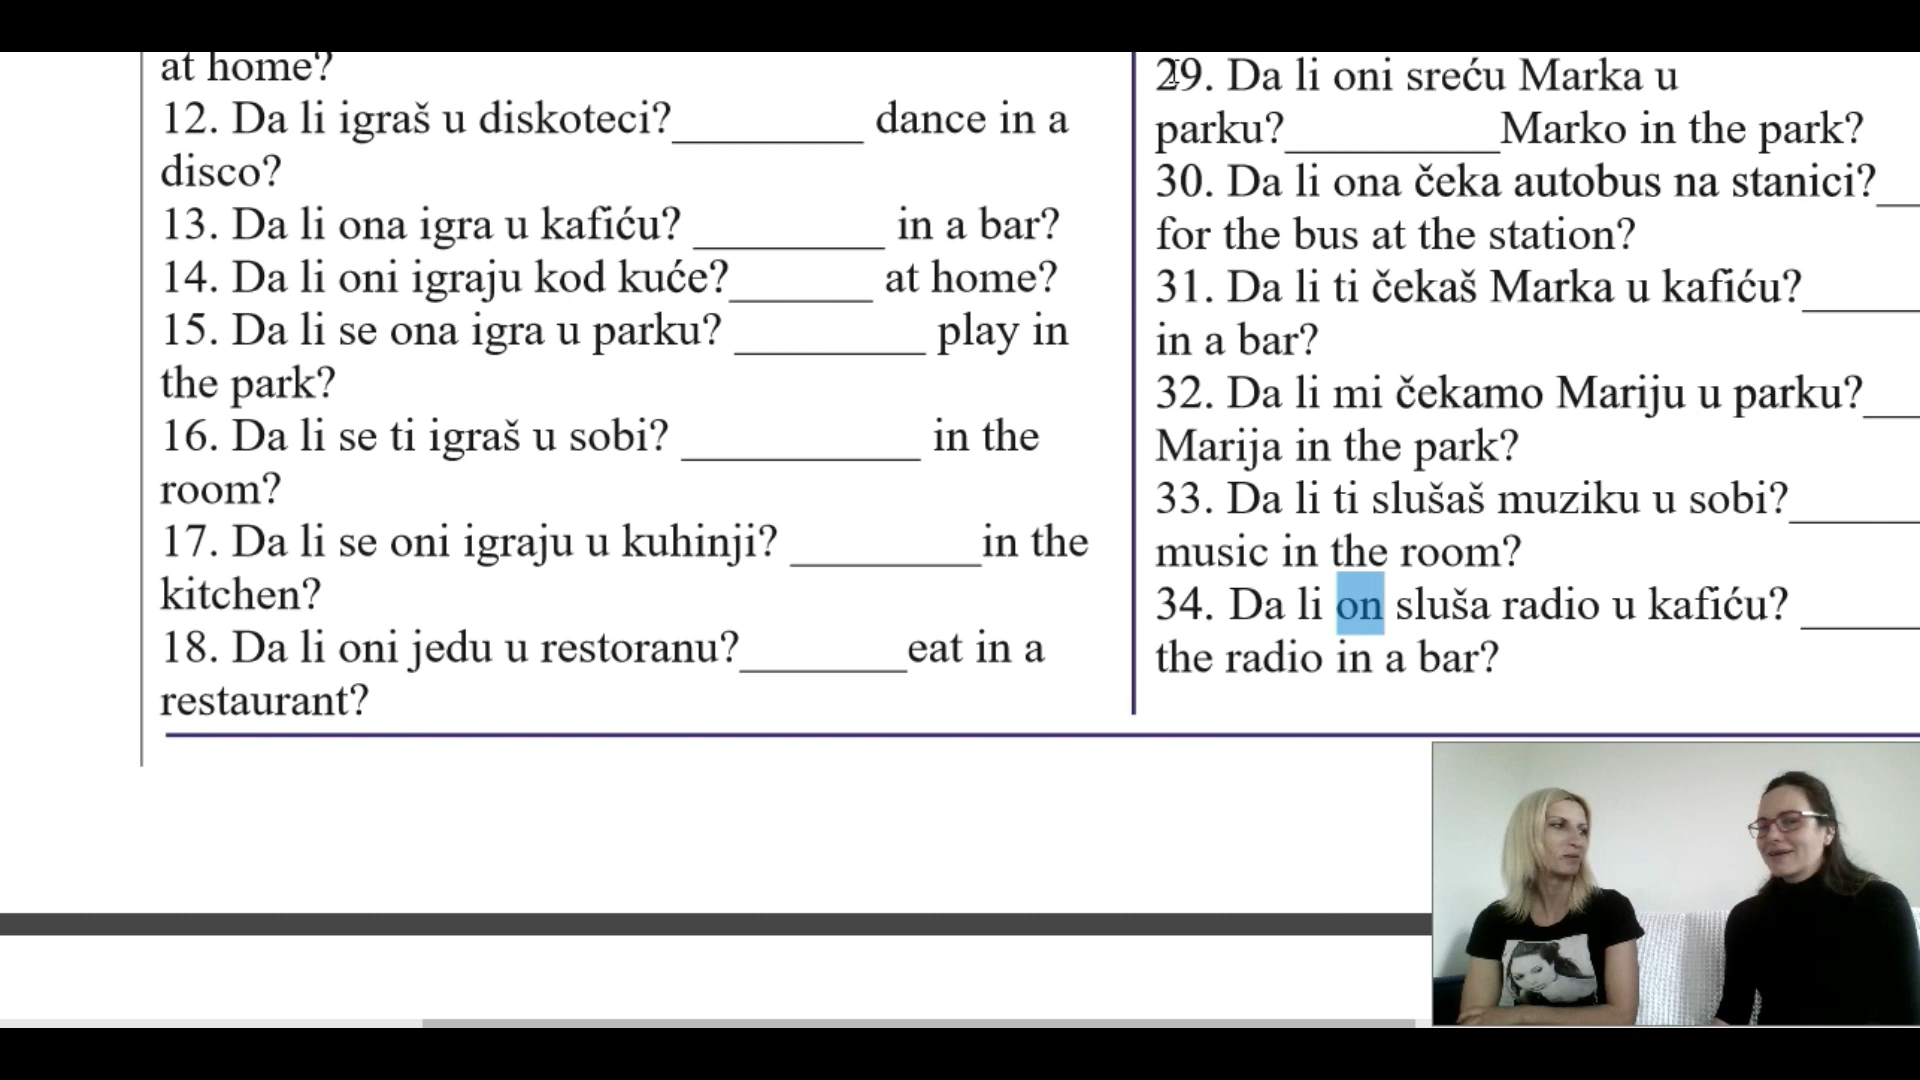 at home?
12. Da li igraš u diskoteci?________ dance in a
disco?
13. Da li ona igra u kafiću? ________ in a bar?
14. Da li oni igraju kod kuće?______ at home?
15. Da li se ona igra u parku? ________ play in
the park?
16. Da li se ti igraš u sobi? __________ in the
room?
17. Da li se oni igraju u kuhinji? ________in the
kitchen?
18. Da li oni jedu u restoranu?_______eat in a
restaurant?
29. Da li oni sreću Marka u
parku?_________Marko in the park?
30. Da li ona čeka autobus na stanici?__
for the bus at the station?
31. Da li ti čekaš Marka u kafiću?_____
in a bar?
32. Da li mi čekamo Mariju u parku?__
Marija in the park?
33. Da li ti slušaš muziku u sobi?_____
music in the room?
34. Da li on sluša radio u kafiću? _____
the radio in a bar?